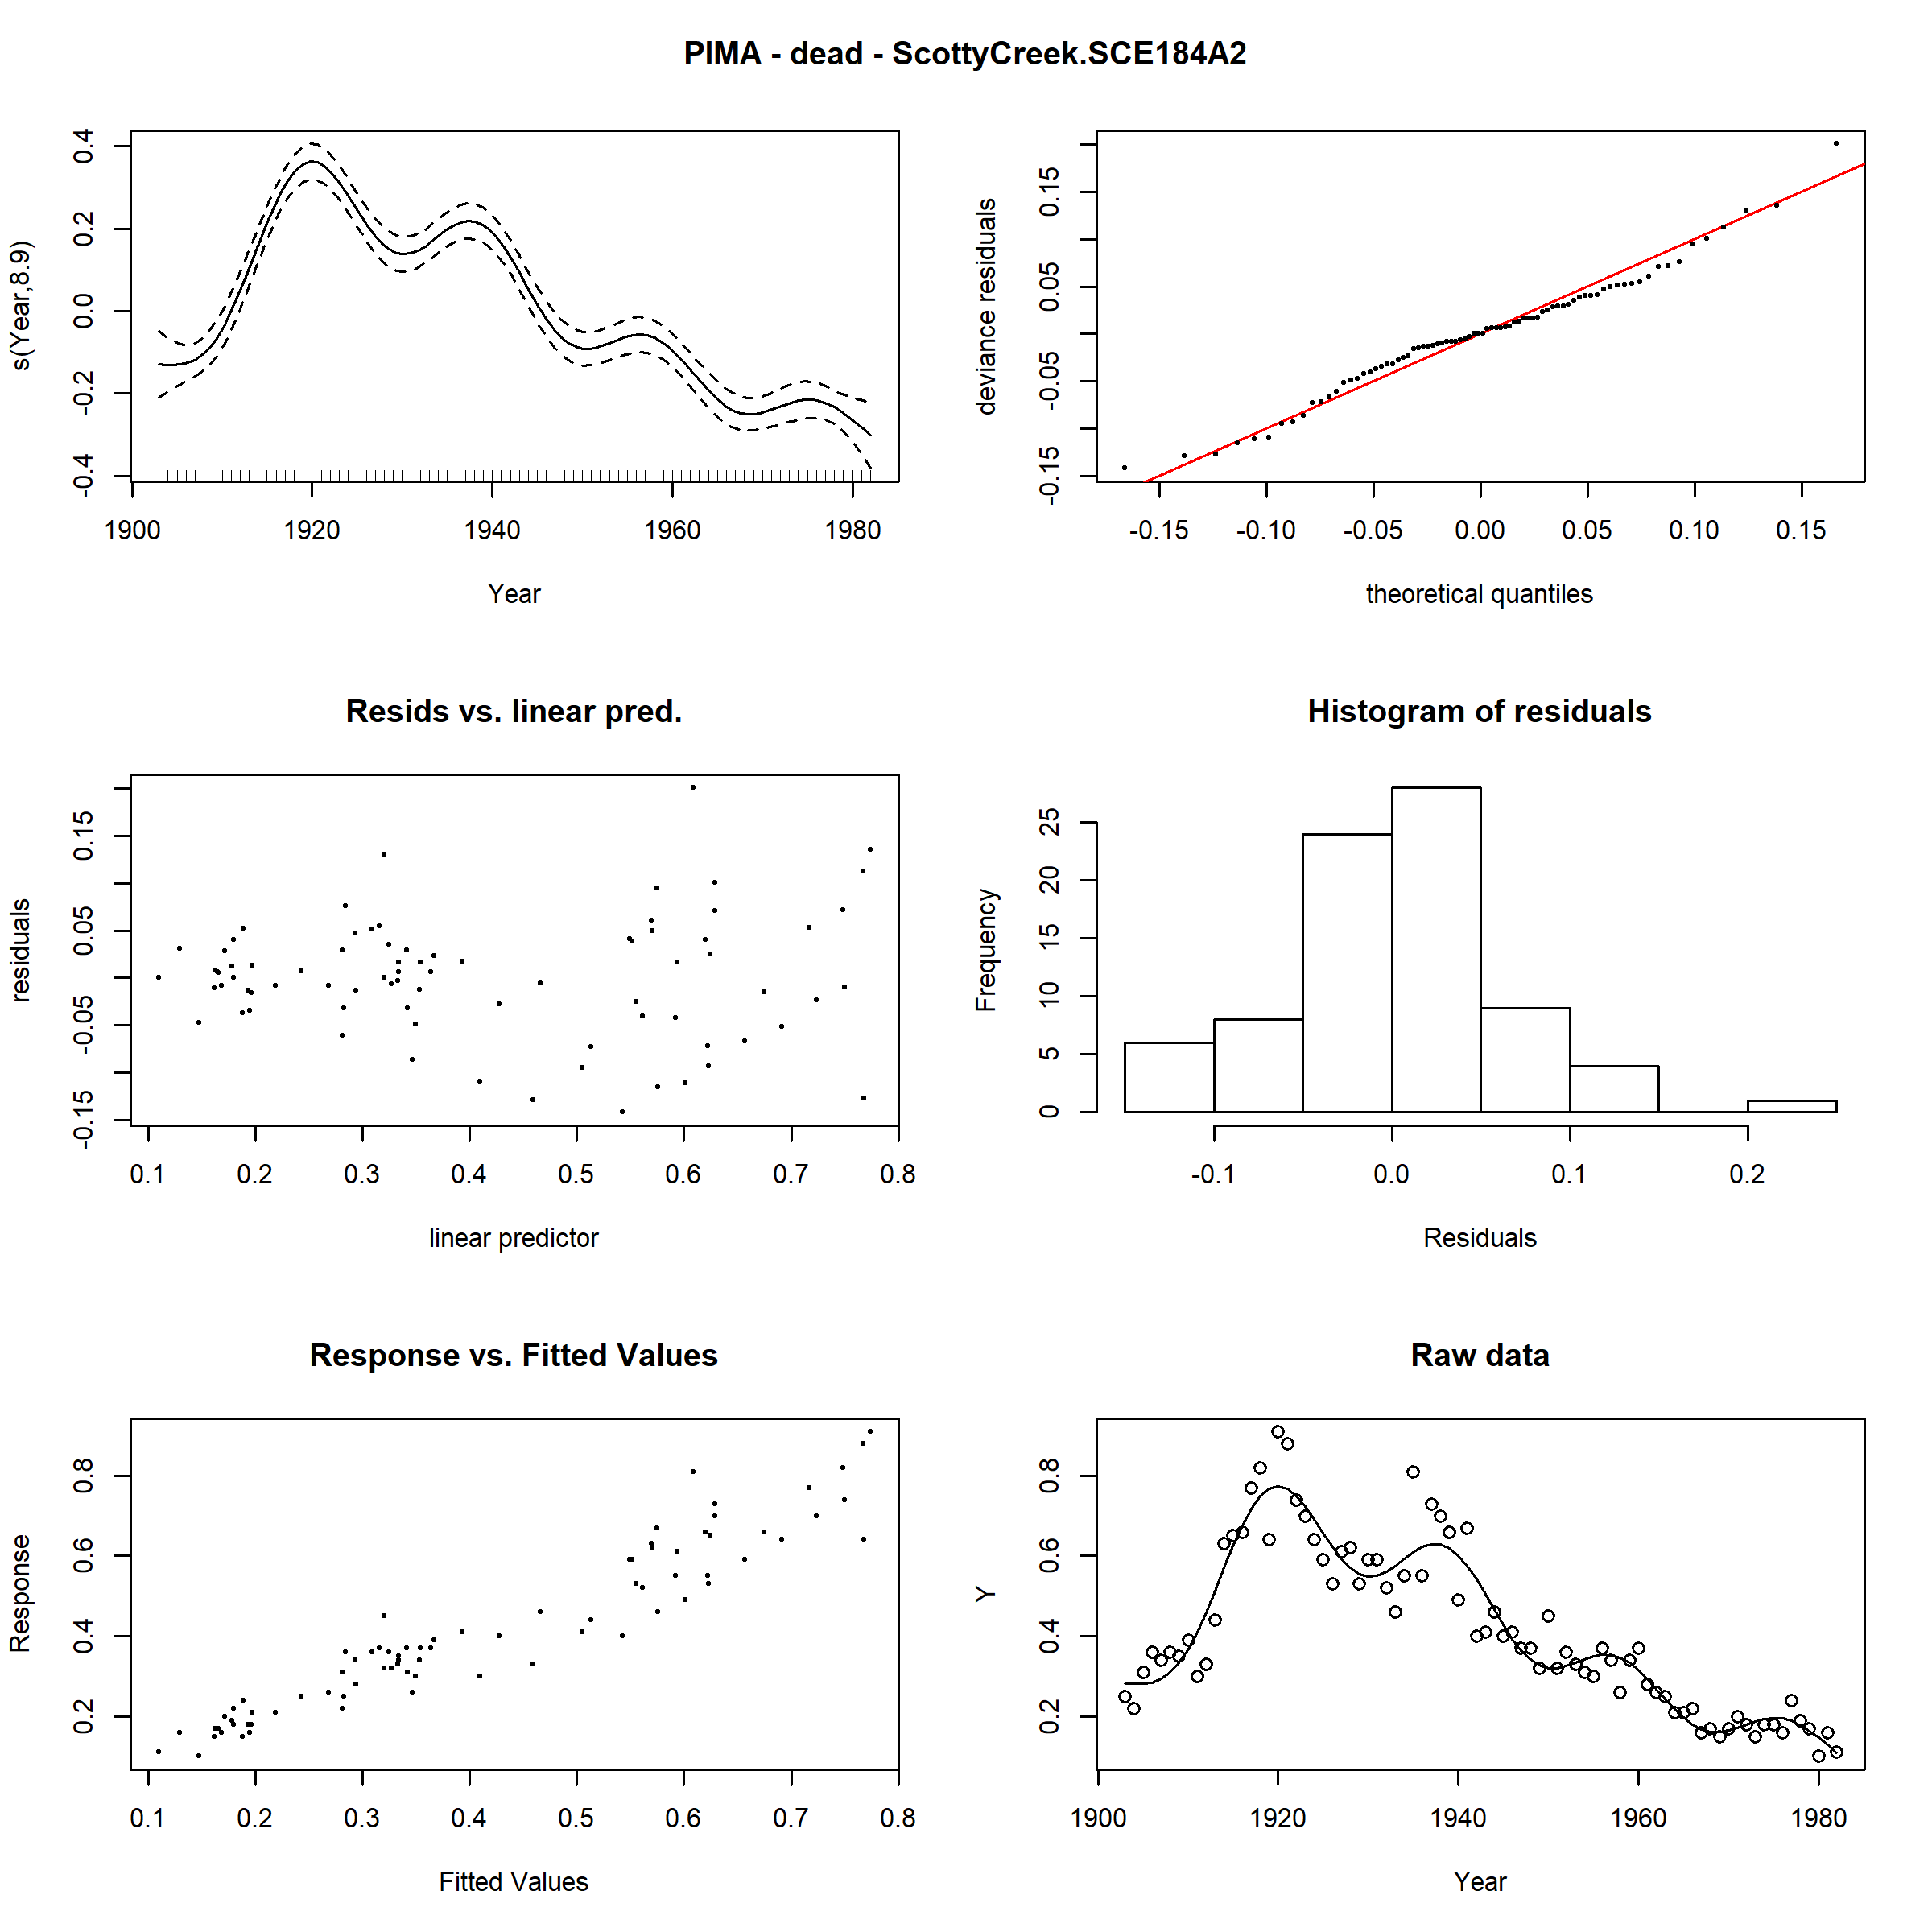 PIMA - dead - ScottyCreek.SCE184A2
s(Year,8.9)
-0.4 -0.2 0.0 0.2 0.4
1900 1920 1940 1960 1980
Year
deviance residuals
-0.15 -0.05 0.05 0.15
-0.15 -0.10 -0.05 0.00 0.05 0.10 0.15
theoretical quantiles
Resids vs. linear pred.
residuals
-0.15 -0.05 0.05 0.15
0.1 0.2 0.3 0.4 0.5 0.6 0.7 0.8
linear predictor
Histogram of residuals
Frequency
0 5 10 15 20 25
-0.1 0.0 0.1 0.2
Residuals
Response vs. Fitted Values
Response
0.2 0.4 0.6 0.8
0.1 0.2 0.3 0.4 0.5 0.6 0.7 0.8
Fitted Values
Raw data
Y
0.2 0.4 0.6 0.8
1900 1920 1940 1960 1980
Year